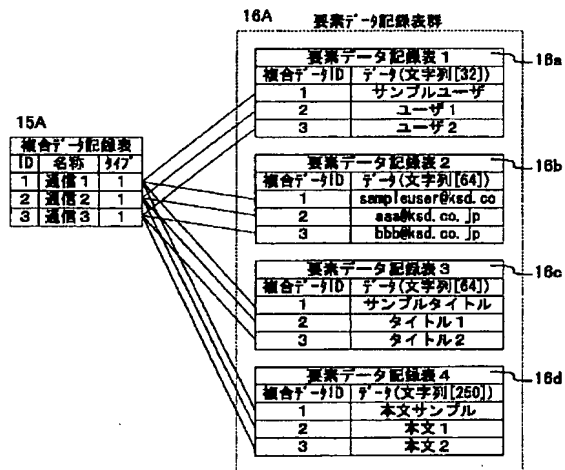 16A 要素ﾃﾞｰﾀ記録表群
要素データ記録表1 16a
複合ﾃﾞｰﾀID データ(文字列[32])
1 サンプルユーザ
2 ユーザ1
3 ユーザ2
15A
複合ﾃﾞｰﾀ記録表
ID 名称 ﾀｲﾌﾟ
1 通信1 1
2 通信2 1
3 通信3 1
要素データ記録表2 16b
複合ﾃﾞｰﾀID ﾃﾞｰﾀ(文字列[64])
1 sampleuser@ksd.co
2 aaa@ksd.co.jp
3 bbb@ksd.co.jp
要素データ記録表3 16c
複合ﾃﾞｰﾀID ﾃﾞｰﾀ(文字列[64])
1 サンプルタイトル
2 タイトル1
3 タイトル2
要素データ記録表4 16d
複合ﾃﾞｰﾀID ﾃﾞｰﾀ(文字列[250])
1 本文サンプル
2 本文1
3 本文2